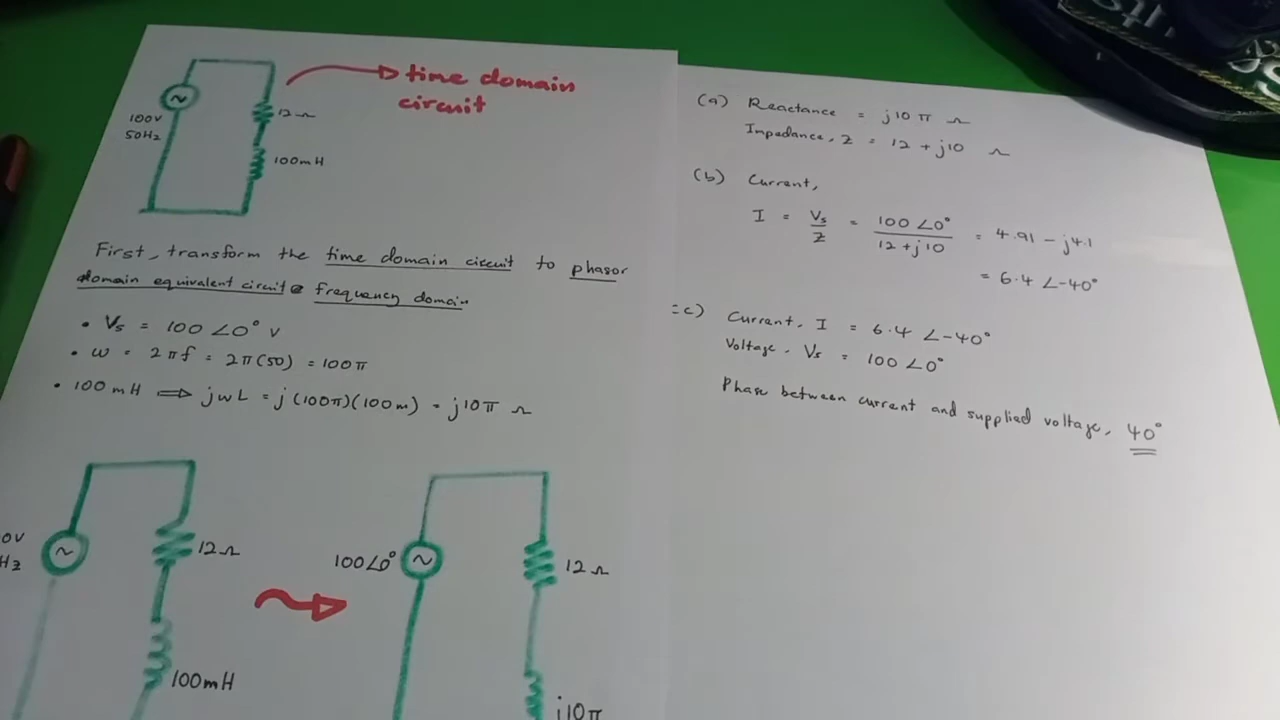 time domain
circuit
100V
50Hz
12Ω
100mH
First, transform the time domain circuit to phasor
domain equivalent circuit @ frequency domain
• Vs = 100 ∠0° V
• ω = 2πf = 2π(50) = 100π
• 100mH ⟹ jωL = j(100π)(100m) = j10π Ω
0V
Hz
12Ω
100mH
100∠0°
12Ω
j10π
(a) Reactance = j10π Ω
Impedance, Z = 12 + j10 Ω
(b) Current,
I = Vs/Z = 100∠0°/12 + j10 = 4.91 - j4.1
= 6.4 ∠-40°
=c) Current, I = 6.4 ∠-40°
Voltage, Vs = 100 ∠0°
Phase between current and supplied voltage, 40°